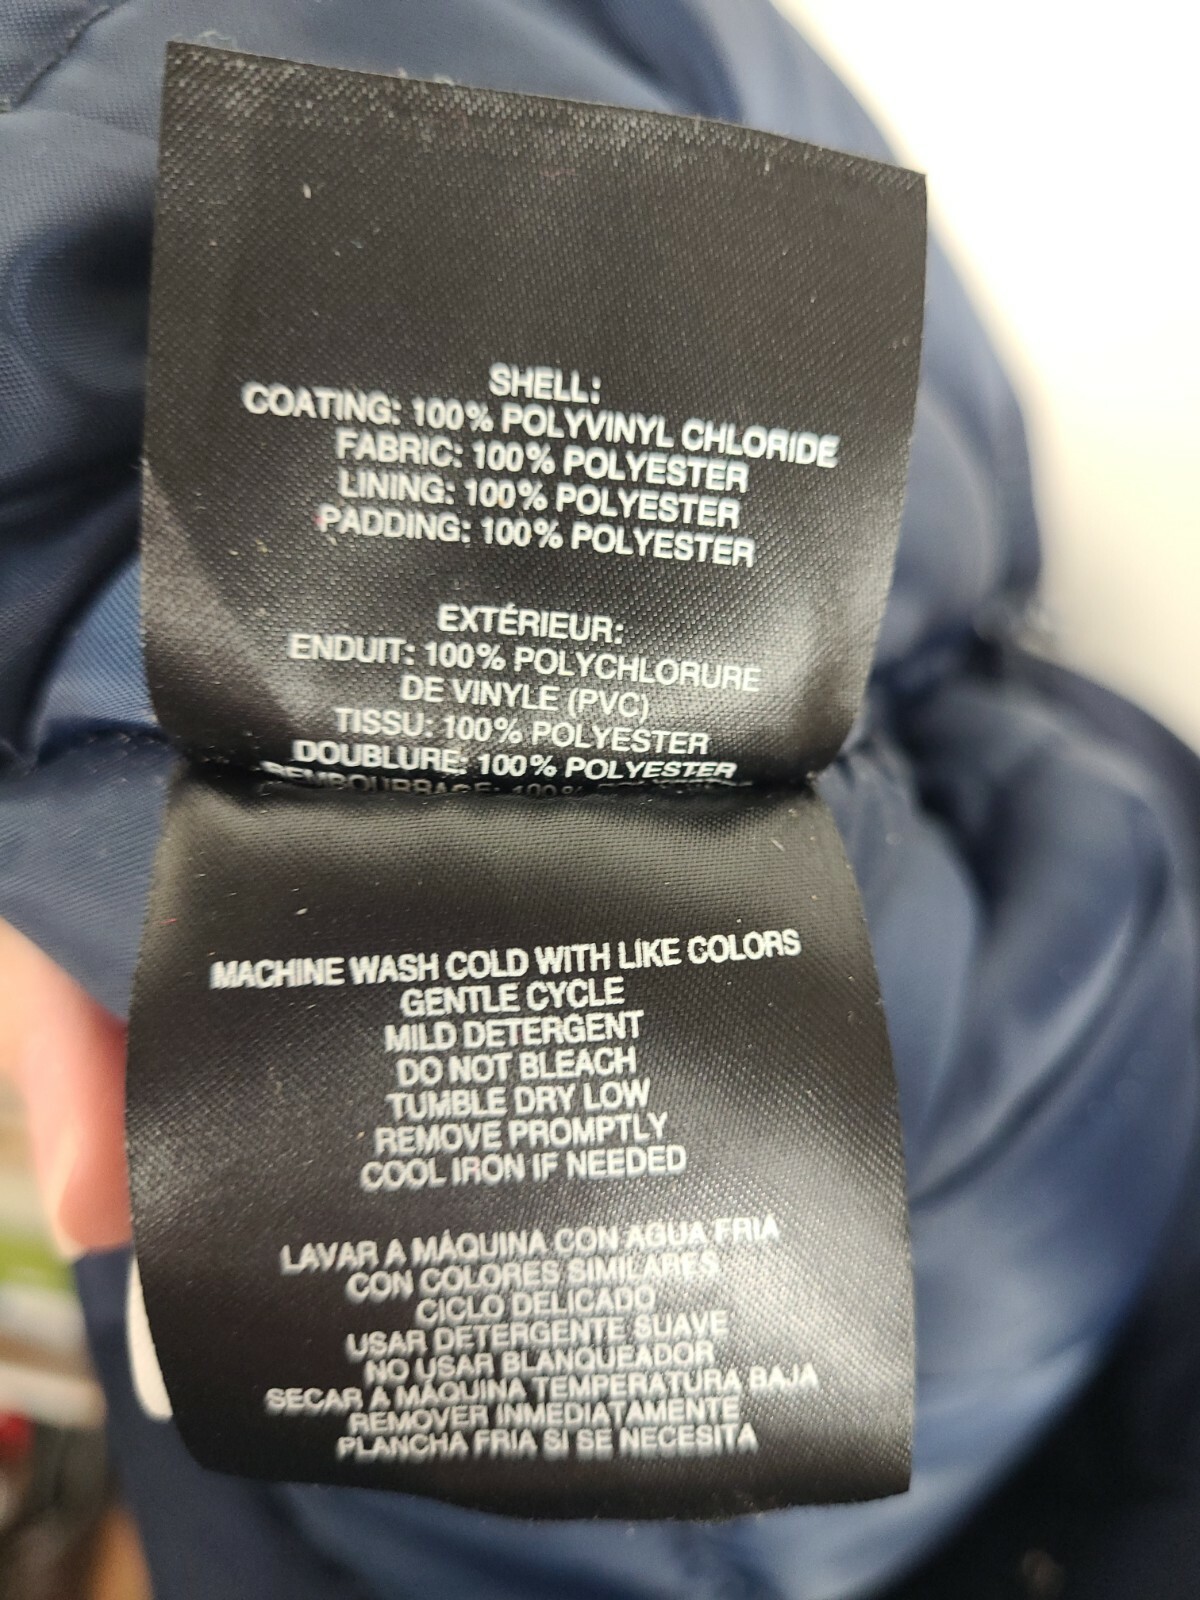 SHELL:
COATING: 100% POLYVINYL CHLORIDE
FABRIC: 100% POLYESTER
LINING: 100% POLYESTER
PADDING: 100% POLYESTER
EXTÉRIEUR:
ENDUIT: 100% POLYCHLORURE
DE VINYLE (PVC)
TISSU: 100% POLYESTER
DOUBLURE: 100% POLYESTER
REMBOURRAGE: 100%
MACHINE WASH COLD WITH LIKE COLORS
GENTLE CYCLE
MILD DETERGENT
DO NOT BLEACH
TUMBLE DRY LOW
REMOVE PROMPTLY
COOL IRON IF NEEDED
LAVAR A MÁQUINA CON AGUA FRIA
CON COLORES SIMILARES
CICLO DELICADO
USAR DETERGENTE SUAVE
NO USAR BLANQUEADOR
SECAR A MÁQUINA TEMPERATURA BAJA
REMOVER INMEDIATAMENTE
PLANCHA FRIA SI SE NECESITA